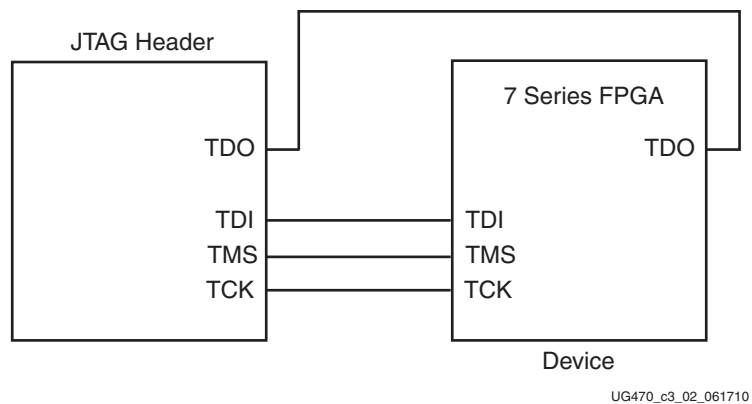 JTAG Header
7 Series FPGA
TDO
TDO
TDI
TDI
TMS
TMS
TCK
TCK
Device
UG470_c3_02_061710